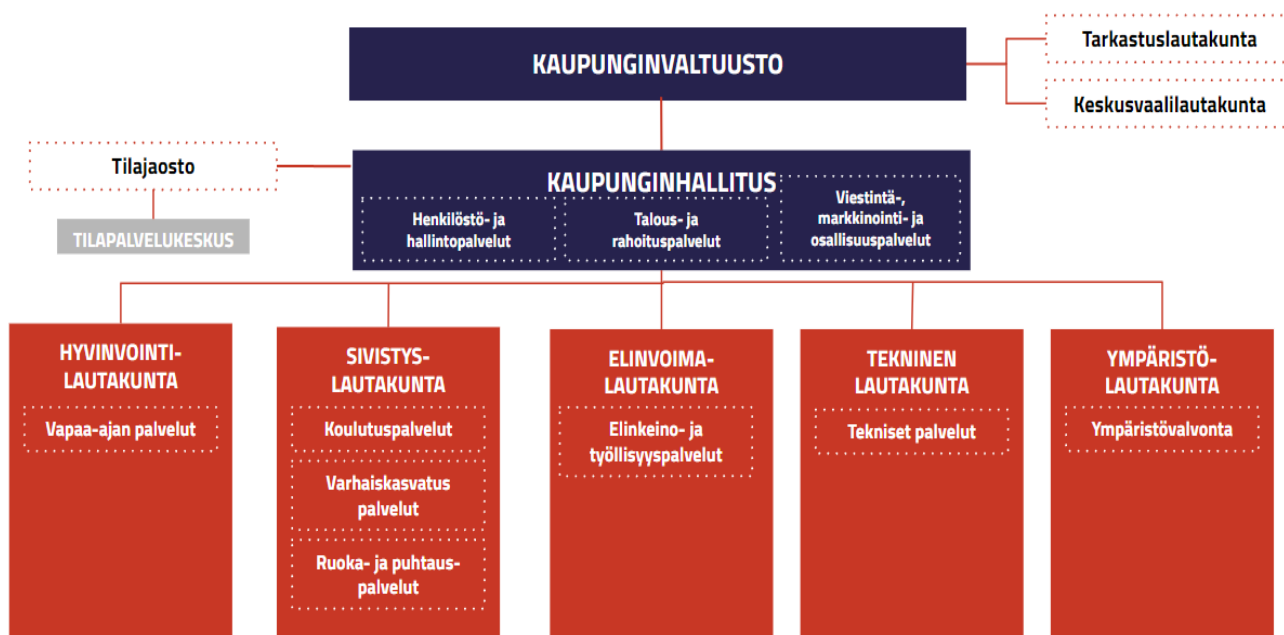 KAUPUNGINVALTUUSTO
Tarkastuslautakunta
Keskusvaalilautakunta
Tilajaosto
TILAPALVELUKESKUS
KAUPUNGINHALLITUS
Henkilöstö- ja
hallintopalvelut
Talous- ja
rahoituspalvelut
Viestintä-,
markkinointi- ja
osallisuuspalvelut
HYVINVOINTI-
LAUTAKUNTA
Vapaa-ajan palvelut
SIVISTYS-
LAUTAKUNTA
Koulutuspalvelut
Varhaiskasvatus
palvelut
Ruoka- ja puhtaus-
palvelut
ELINVOIMA-
LAUTAKUNTA
Elinkeino- ja
työllisyyspalvelut
TEKNINEN
LAUTAKUNTA
Tekniset palvelut
YMPÄRISTÖ-
LAUTAKUNTA
Ympäristövalvonta